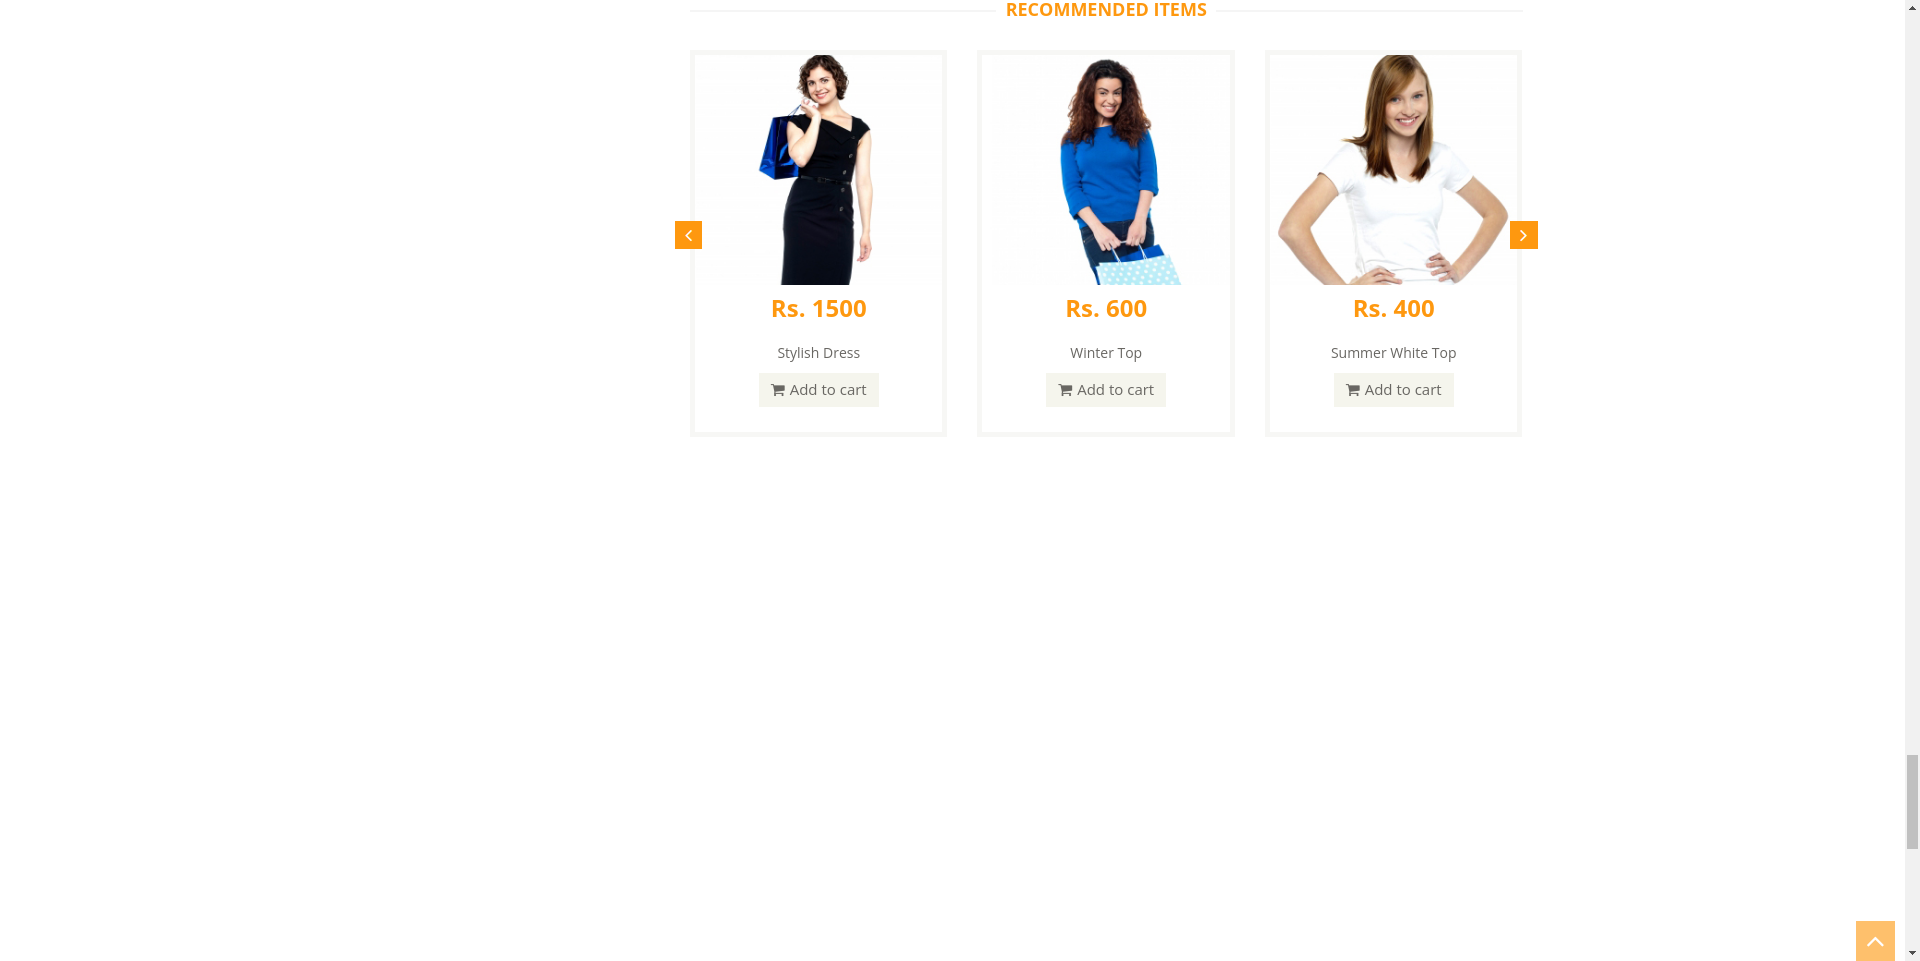 RECOMMENDED ITEMS
Rs. 1500
Stylish Dress
Add to cart
Rs. 600
Winter Top
Add to cart
Rs. 400
Summer White Top
Add to cart